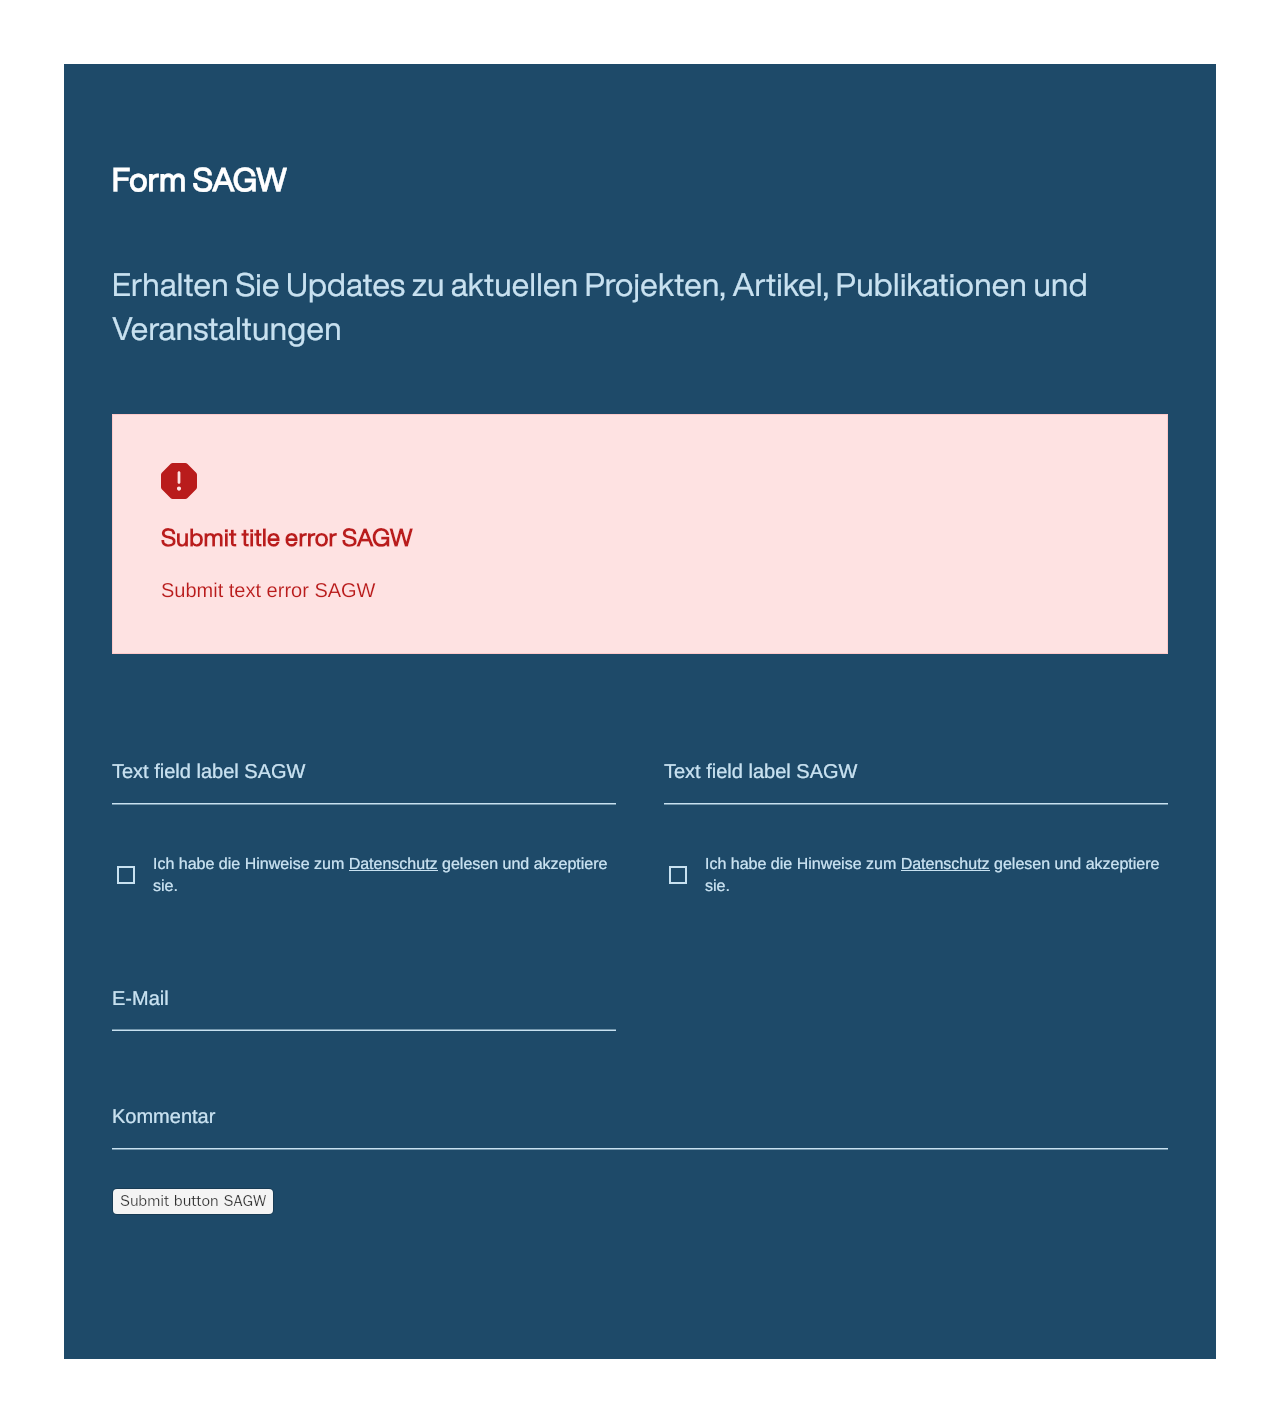 Form SAGW
Erhalten Sie Updates zu aktuellen Projekten, Artikel, Publikationen und
Veranstaltungen
Submit title error SAGW
Submit text error SAGW
Text field label SAGW
Text field label SAGW
Ich habe die Hinweise zum Datenschutz gelesen und akzeptiere
sie.
Ich habe die Hinweise zum Datenschutz gelesen und akzeptiere
sie.
E-Mail
Kommentar
Submit button SAGW